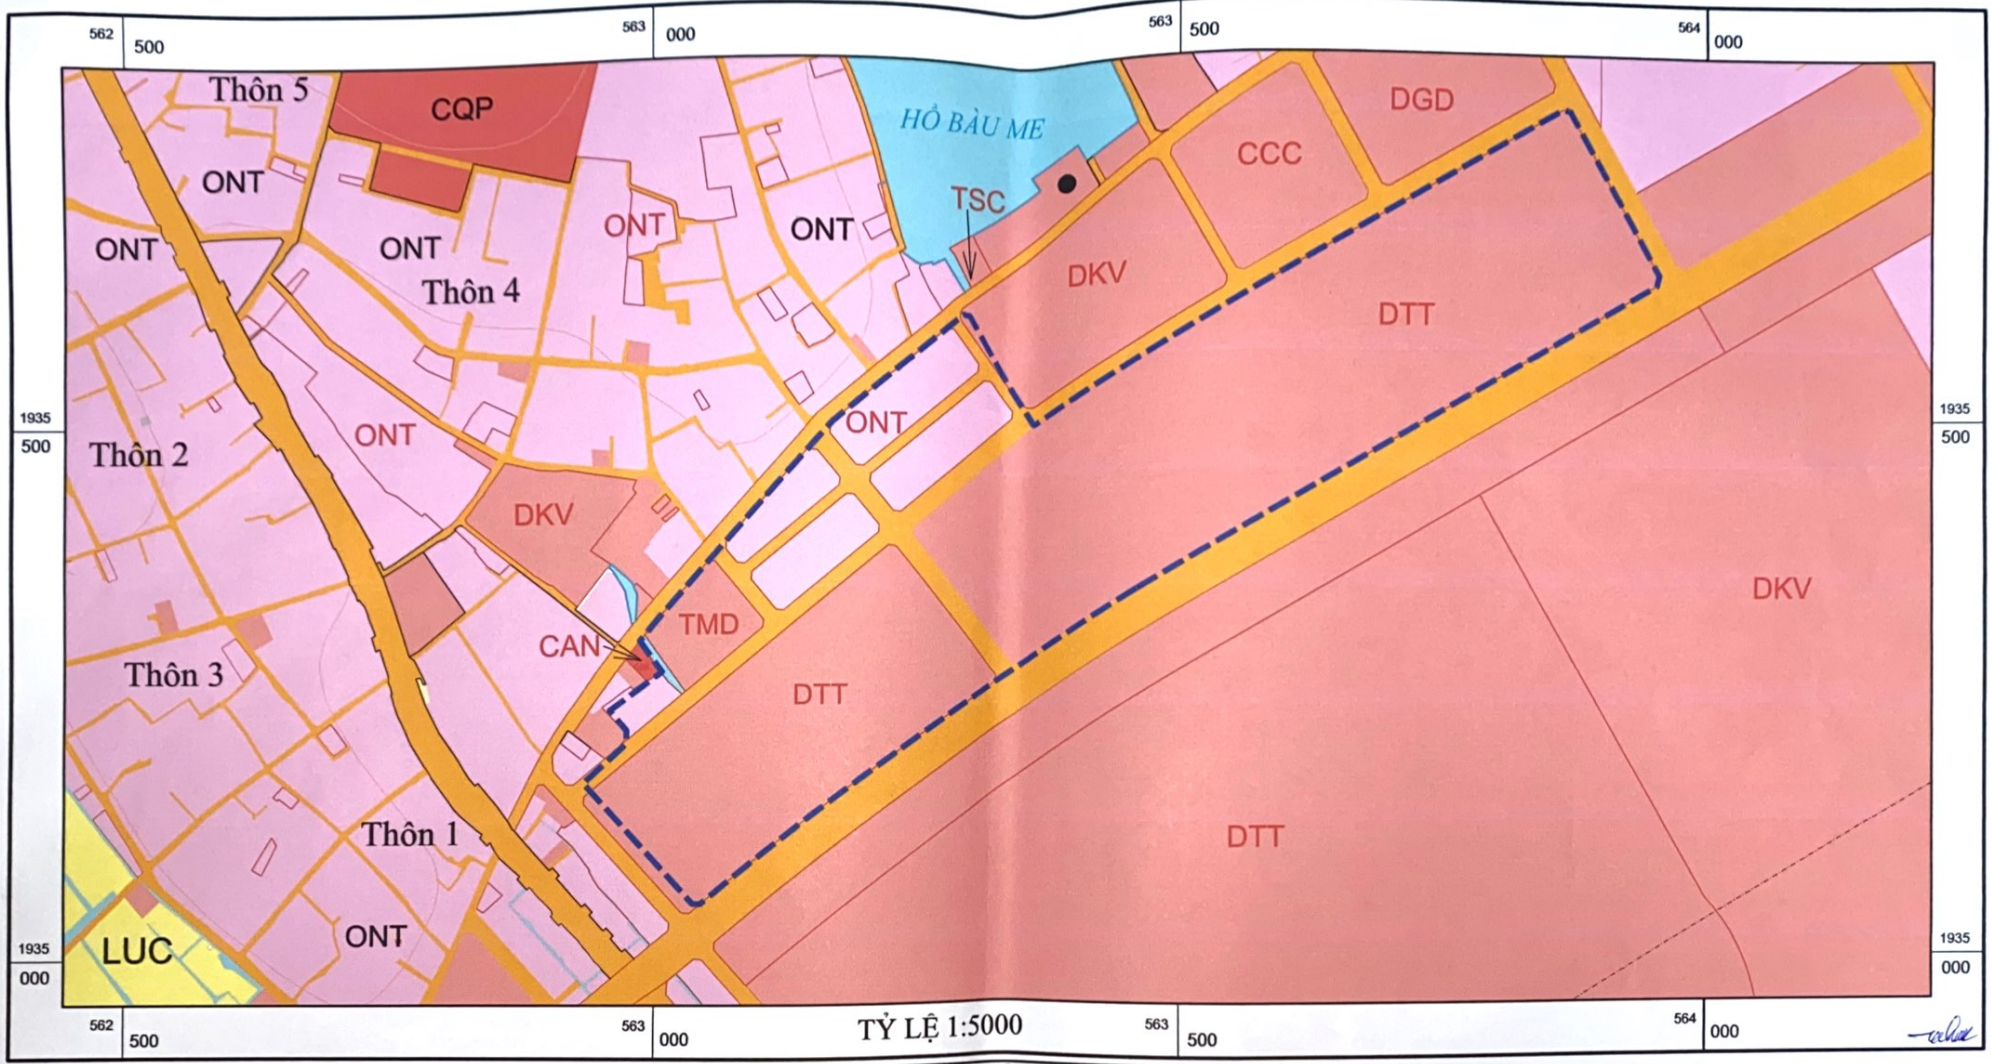 562
500
563
000
563
500
564
000
Thôn 5
CQP
HỒ BÀU ME
DGD
CCC
ONT
TSC
ONT
ONT
ONT
ONT
DKV
Thôn 4
DTT
1935
500
1935
500
ONT
ONT
Thôn 2
DKV
DKV
TMD
CAN
Thôn 3
DTT
Thôn 1
DTT
ONT
LUC
1935
000
1935
000
562
500
563
000
TỶ LỆ 1:5000
563
500
564
000